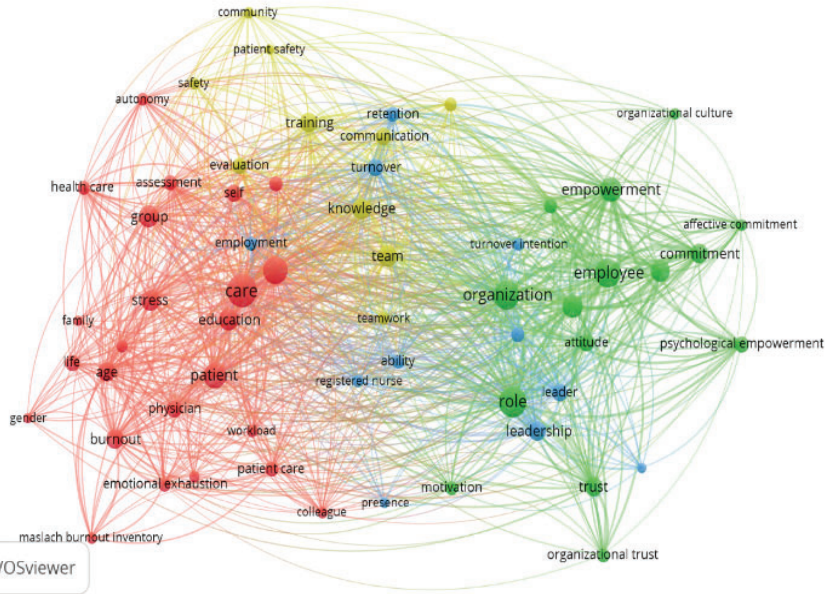 community
patient safety
safety
autonomy
training
retention
communication
organizational culture
evaluation
turnover
health care
assessment
self
empowerment
group
knowledge
affective commitment
employment
turnover intention
commitment
team
employee
care
organization
stress
education
teamwork
family
attitude
psychological empowerment
life
age
patient
ability
registered nurse
leader
role
gender
physician
burnout
workload
leadership
patient care
emotional exhaustion
motivation
trust
colleague
presence
maslach burnout inventory
organizational trust
VOSviewer